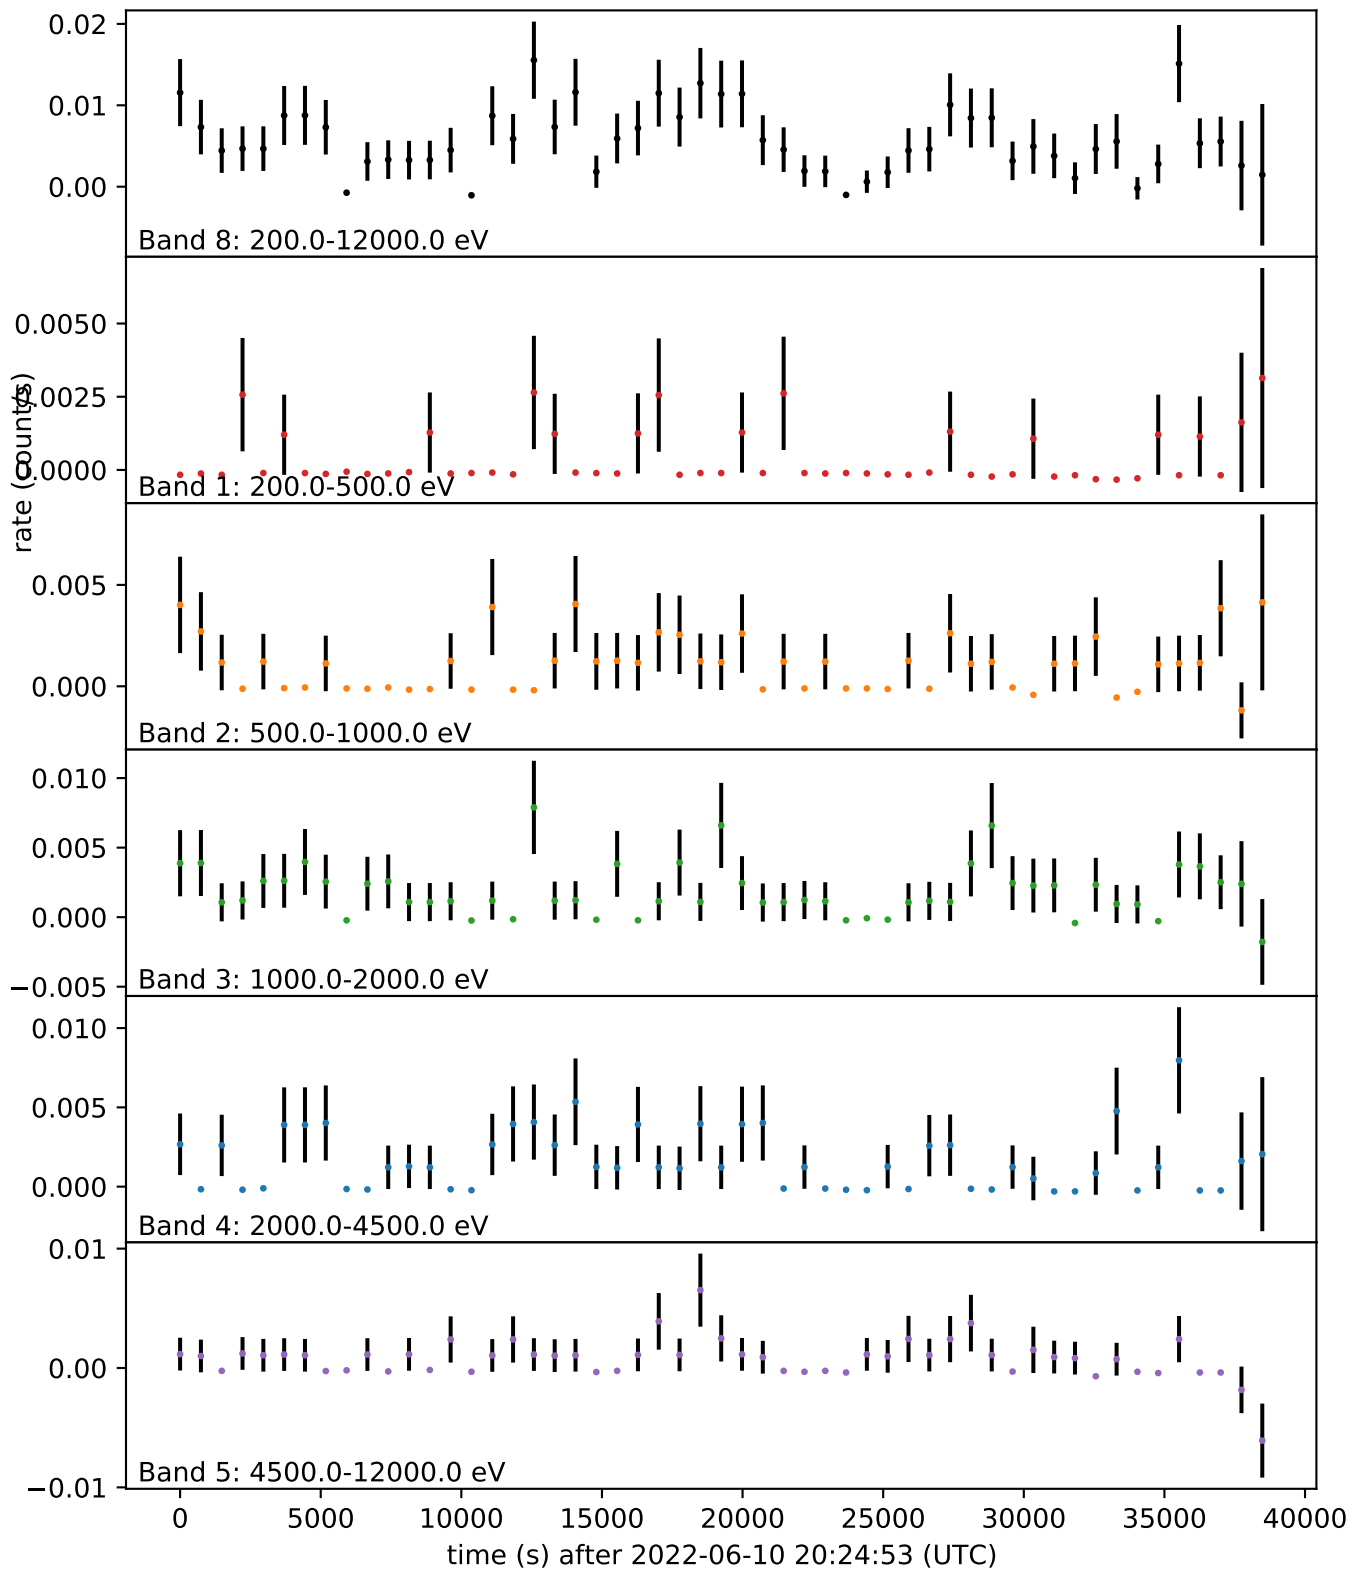 0.02
0.01
0.00
Band 8: 200.0-12000.0 eV
0.0050
0.0025
0.0000
Band 1: 200.0-500.0 eV
rate (count/s)
0.005
0.000
Band 2: 500.0-1000.0 eV
0.010
0.005
0.000
−0.005
Band 3: 1000.0-2000.0 eV
0.010
0.005
0.000
Band 4: 2000.0-4500.0 eV
0.01
0.00
−0.01
Band 5: 4500.0-12000.0 eV
0 5000 10000 15000 20000 25000 30000 35000 40000
time (s) after 2022-06-10 20:24:53 (UTC)